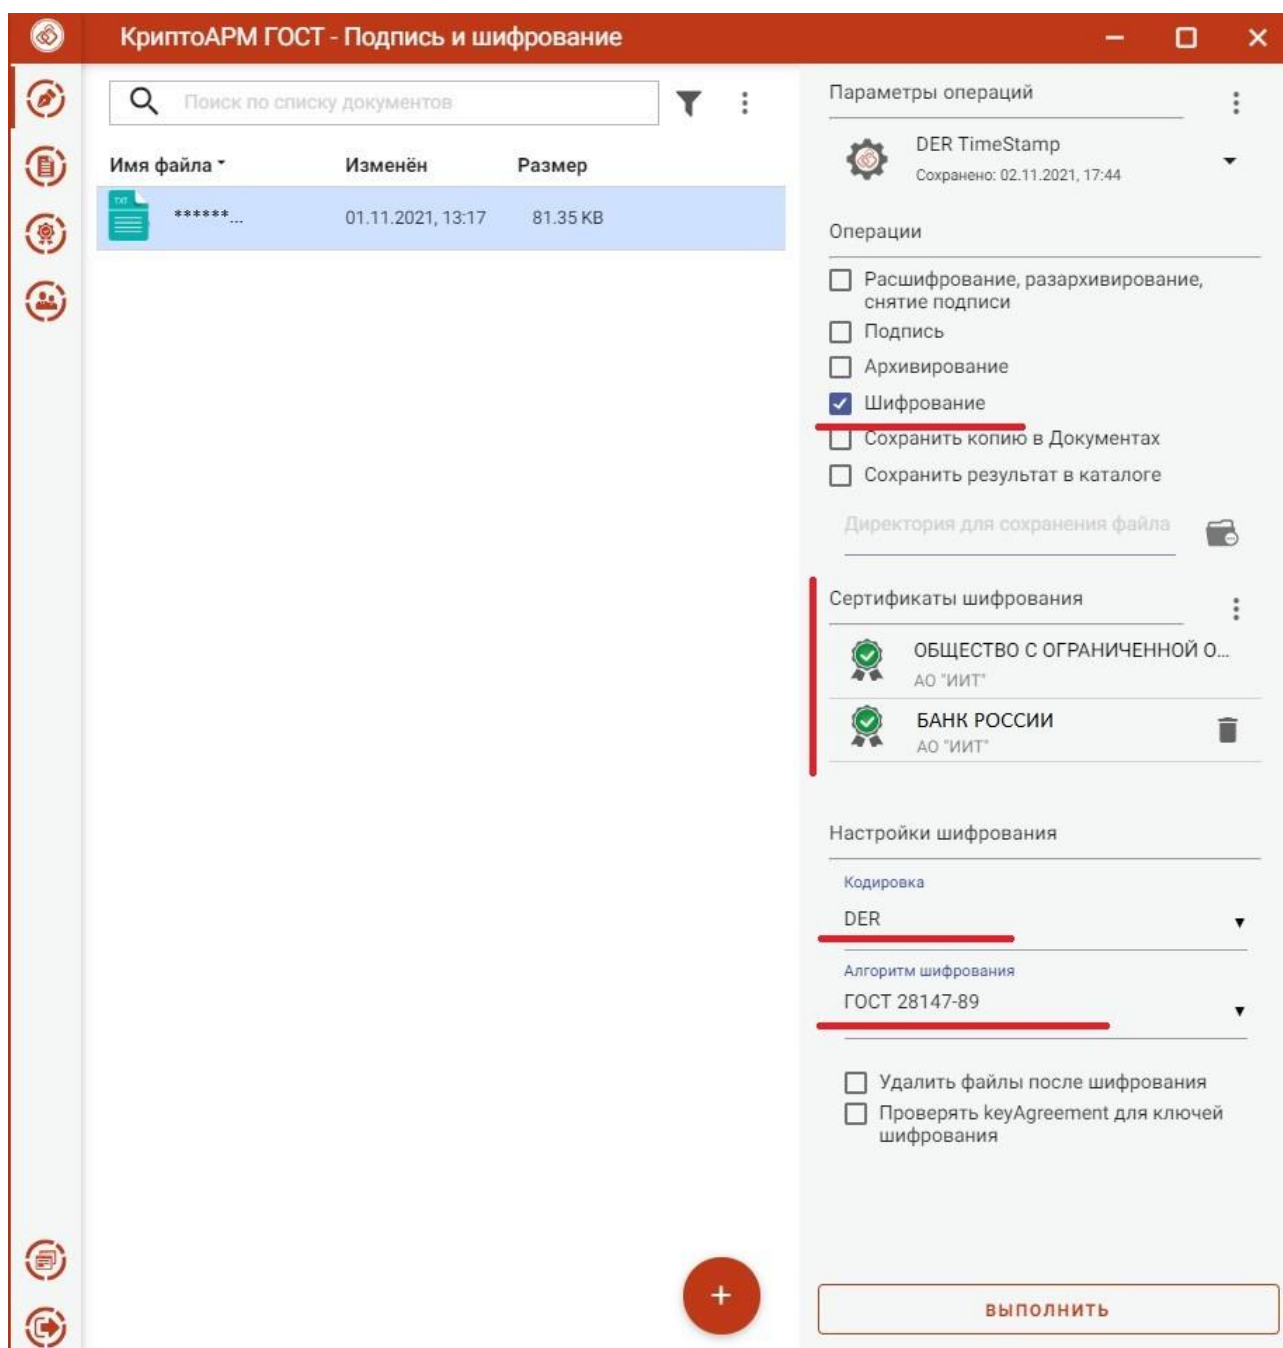 КриптоАРМ ГОСТ - Подпись и шифрование
Поиск по списку документов
Имя файла Изменён Размер
TXT
******... 01.11.2021, 13:17 81.35 KB
Параметры операций
DER TimeStamp
Сохранено: 02.11.2021, 17:44
Операции
Расшифрование, разархивирование,
снятие подписи
Подпись
Архивирование
Шифрование
Сохранить копию в Документах
Сохранить результат в каталоге
Директория для сохранения файла
Сертификаты шифрования
ОБЩЕСТВО С ОГРАНИЧЕННОЙ О...
АО "ИИТ"
БАНК РОССИИ
АО "ИИТ"
Настройки шифрования
Кодировка
DER
Алгоритм шифрования
ГОСТ 28147-89
Удалить файлы после шифрования
Проверять keyAgreement для ключей
шифрования
+
ВЫПОЛНИТЬ